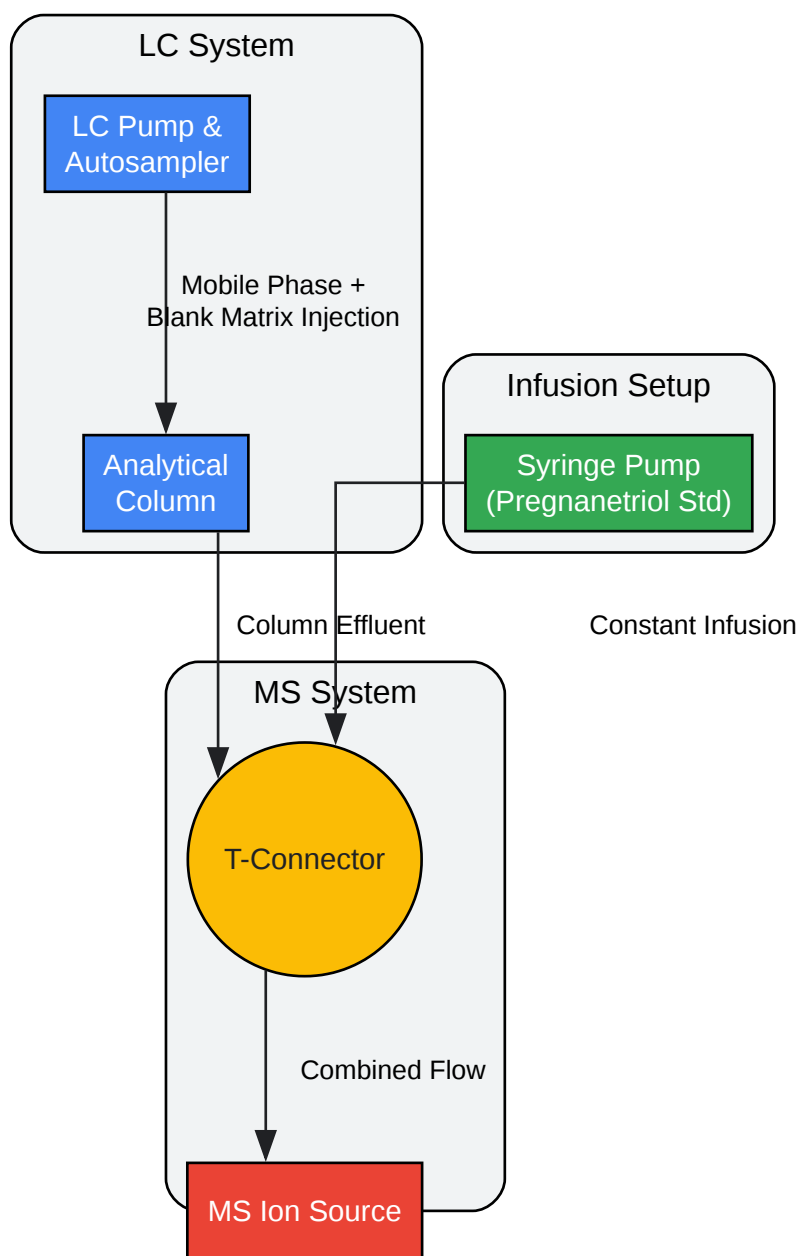 LC System
LC Pump &
Autosampler
Mobile Phase +
Blank Matrix Injection
Infusion Setup
Analytical
Column
Syringe Pump
(Pregnanetriol Std)
Column Effluent
Constant Infusion
MS System
T-Connector
Combined Flow
MS Ion Source